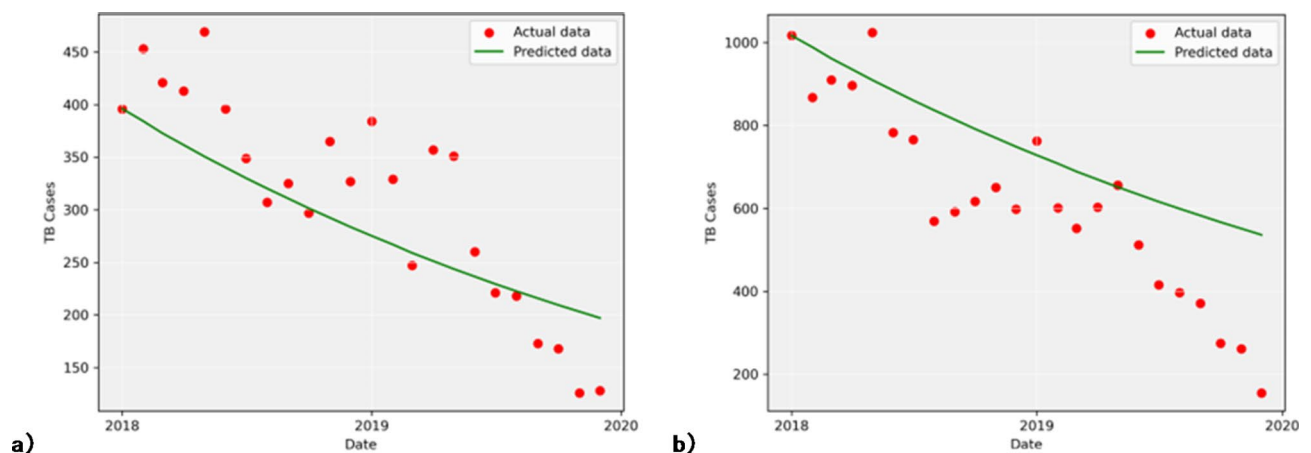 Actual data
Predicted data
450
400
350
300
250
200
150
TB Cases
2018
2019
2020
Date
a)
Actual data
Predicted data
1000
800
600
400
200
TB Cases
2018
2019
2020
Date
b)